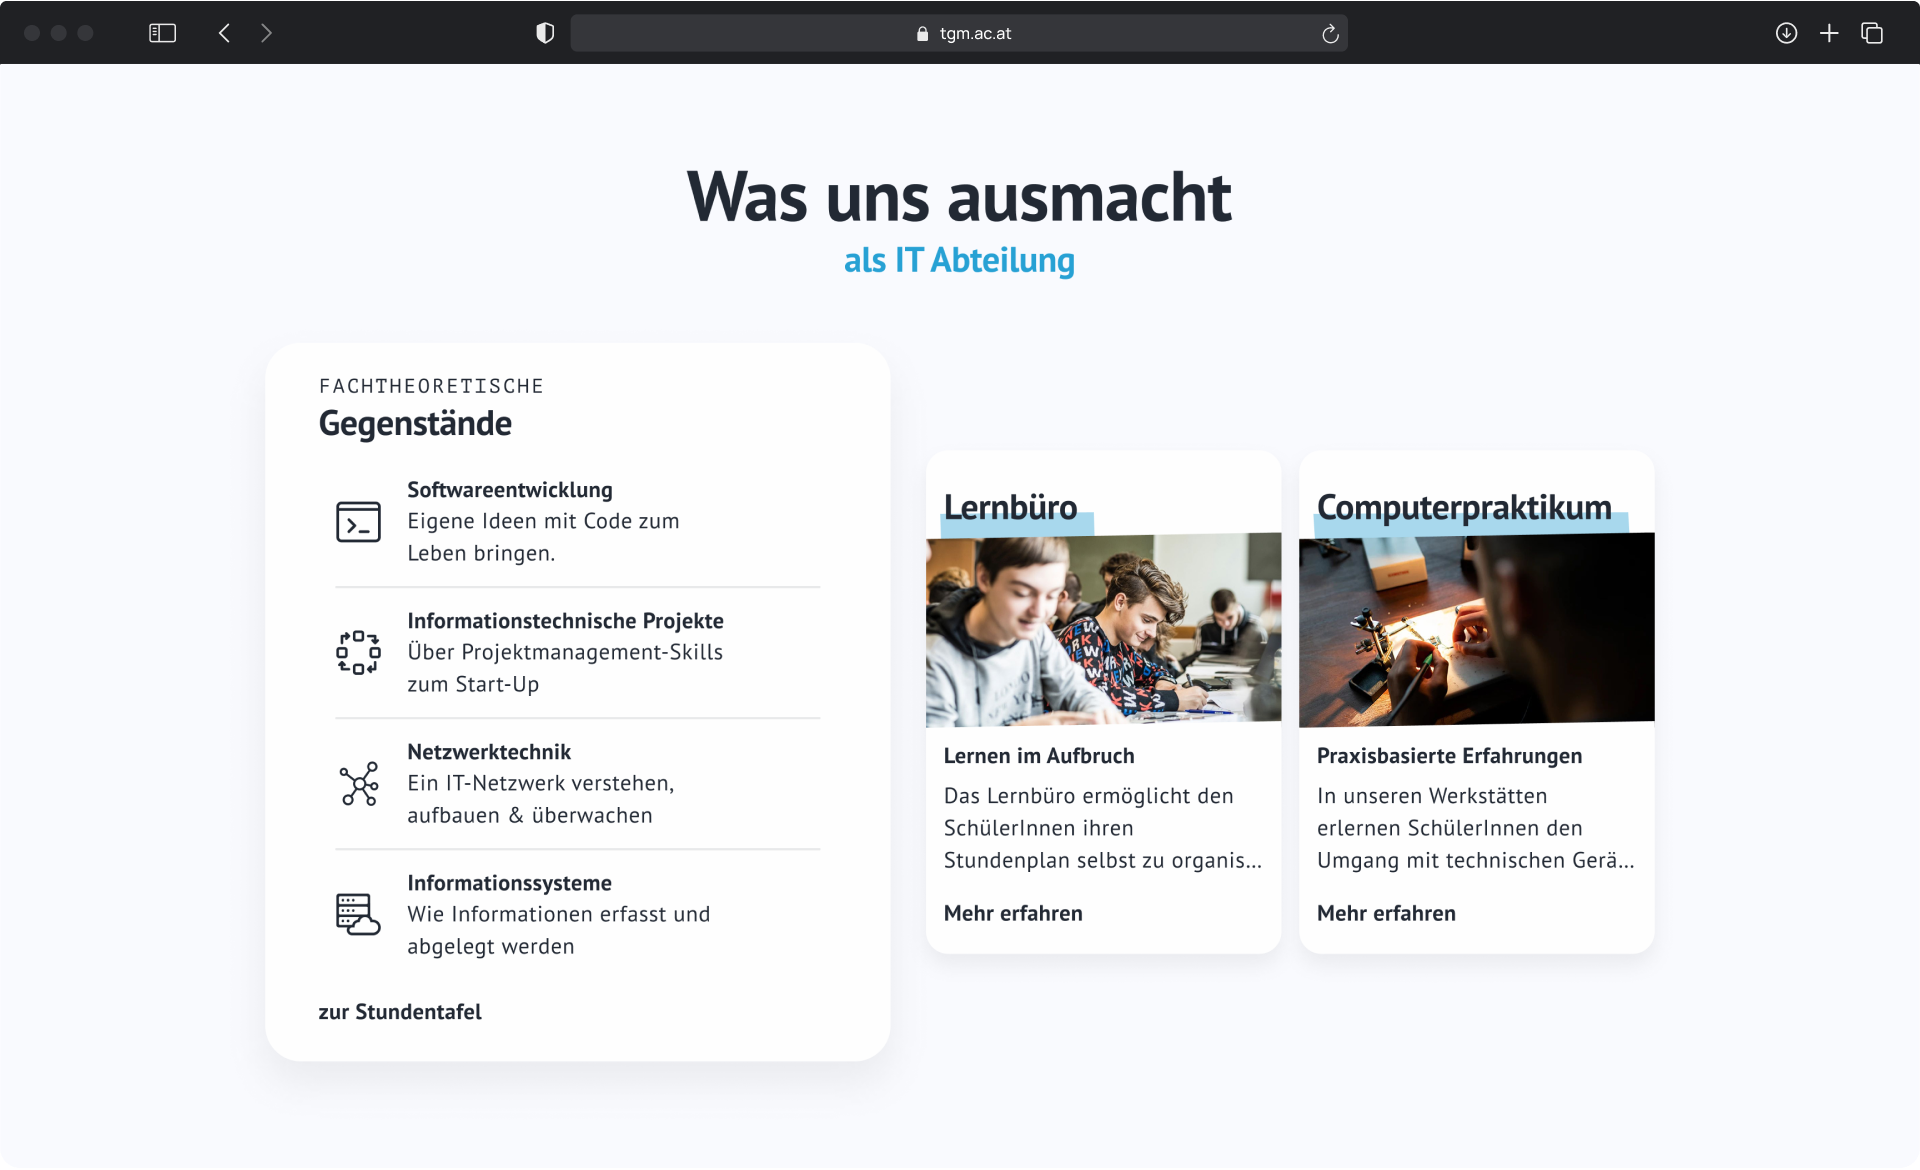 tgm.ac.at
Was uns ausmacht
als IT Abteilung
FACHTHEORETISCHE
Gegenstände
Softwareentwicklung
Eigene Ideen mit Code zum
Leben bringen.
Informationstechnische Projekte
Über Projektmanagement-Skills
zum Start-Up
Netzwerktechnik
Ein IT-Netzwerk verstehen,
aufbauen & überwachen
Informationssysteme
Wie Informationen erfasst und
abgelegt werden
zur Stundentafel
Lernbüro
Lernen im Aufbruch
Das Lernbüro ermöglicht den
SchülerInnen ihren
Stundenplan selbst zu organis...
Mehr erfahren
Computerpraktikum
Praxisbasierte Erfahrungen
In unseren Werkstätten
erlernen SchülerInnen den
Umgang mit technischen Gerä...
Mehr erfahren